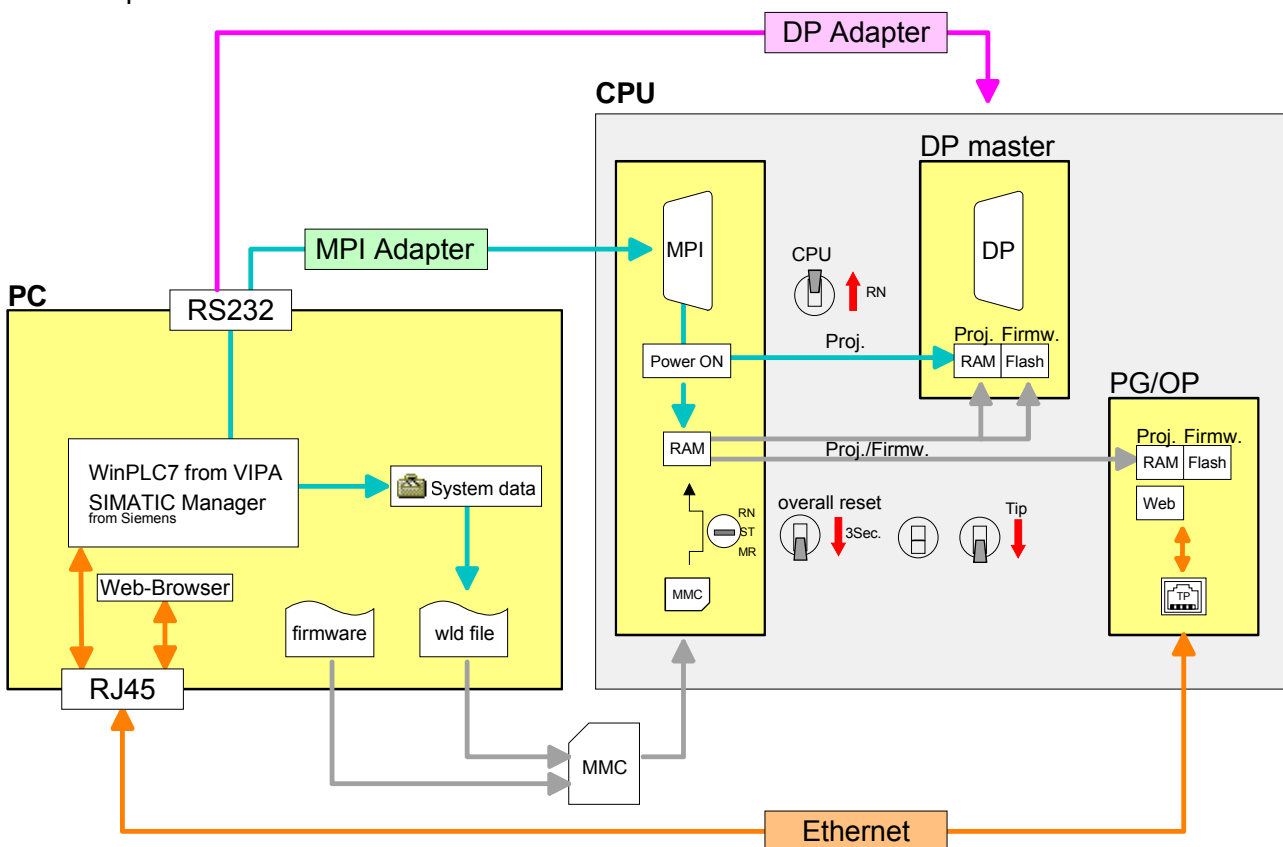 DP Adapter
CPU
DP master
MPI
DP
CPU
RN
MPI Adapter
PC
RS232
Proj.
Proj. Firmw.
Power ON
RAM Flash
PG/OP
RAM
Proj./Firmw.
Proj. Firmw.
RAM Flash
WinPLC7 from VIPA
SIMATIC Manager
from Siemens
System data
Web
RN
ST
MR
overall reset
3Sec.
Tip
Web-Browser
MMC
TP
firmware
wld file
RJ45
MMC
Ethernet